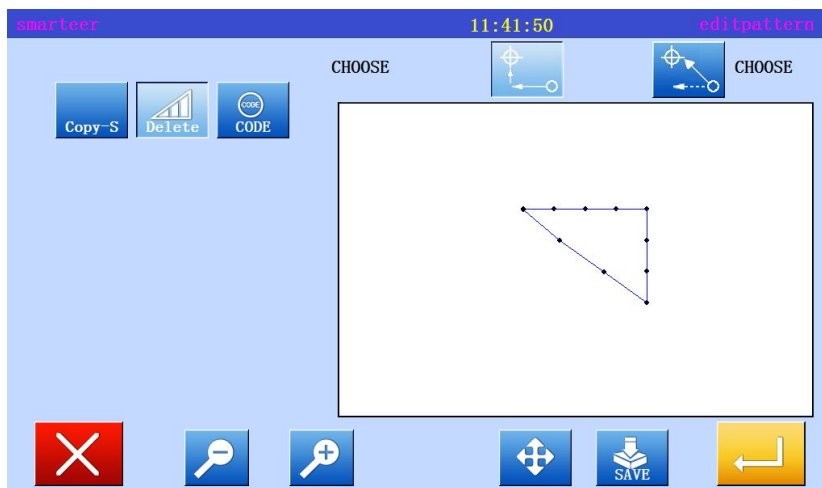 smarteer 11:41:50 editpattern
CHOOSE CHOOSE
Copy-S Delete CODE CODE
SAVE